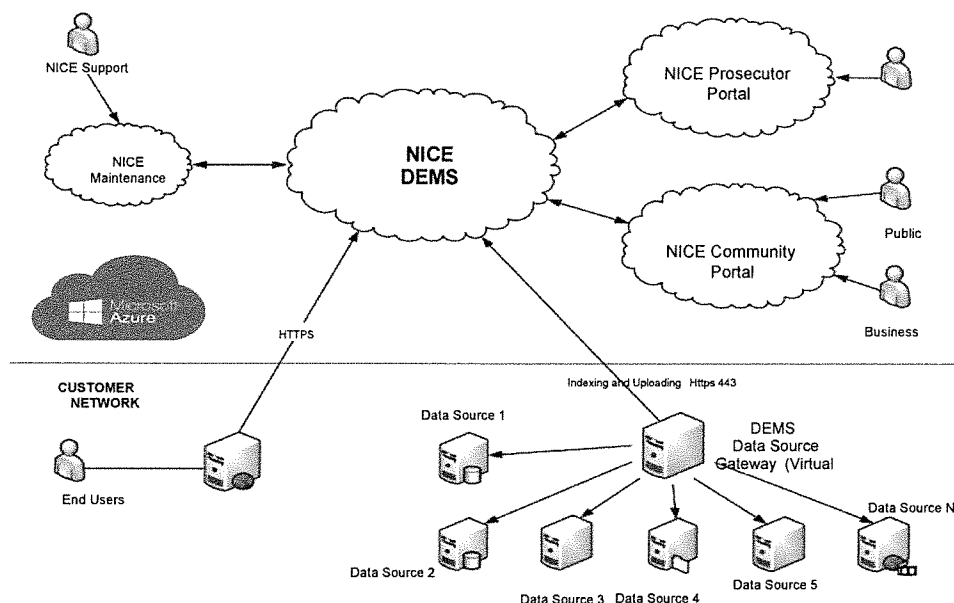 NICE Support
NICE Prosecutor
Portal
NICE
Maintenance
NICE
DEMS
Public
NICE Community
Portal
Business
Microsoft
Azure
HTTPS
CUSTOMER
NETWORK
Indexing and Uploading Https 443
Data Source 1
DEMS
Data Source
Gateway (Virtual
End Users
Data Source N
Data Source 2
Data Source 3
Data Source 4
Data Source 5